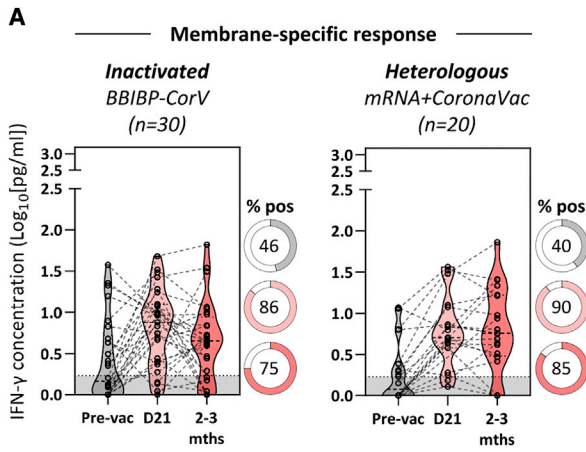 A
Membrane-specific response
Inactivated
BBIBP-CorV
(n=30)
Heterologous
mRNA+CoronaVac
(n=20)
IFN-γ concentration (Log10[pg/ml])
3.0
2.5
2.5
2.0
1.5
1.0
0.5
0.0
Pre-vac D21 2-3
mths
% pos
46
86
75
3.0
2.5
2.5
2.0
1.5
1.0
0.5
0.0
Pre-vac D21 2-3
mths
% pos
40
90
85